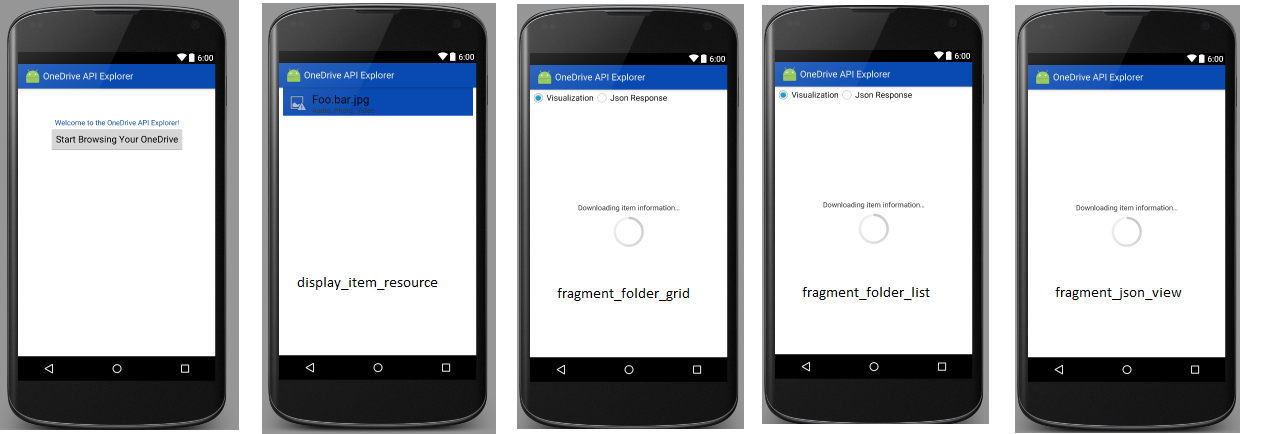 6:00
OneDrive API Explorer
Welcome to the OneDrive API Explorer!
Start Browsing Your OneDrive
6:00
OneDrive API Explorer
Foo.bar.jpg
display_item_resource
6:00
OneDrive API Explorer
Visualization Json Response
Downloading item information...
fragment_folder_grid
6:00
OneDrive API Explorer
Visualization Json Response
Downloading item information...
fragment_folder_list
6:00
OneDrive API Explorer
Downloading item information...
fragment_json_view